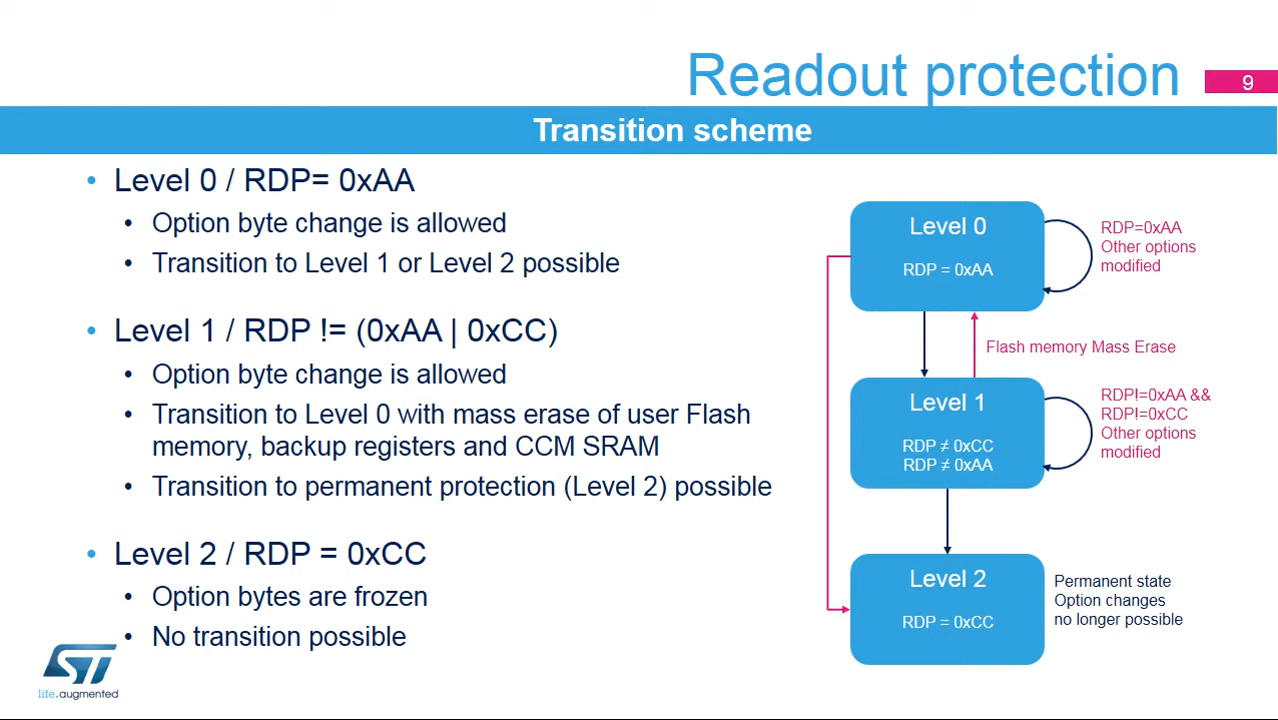 Readout protection
9
Transition scheme
• Level 0 / RDP= 0xAA
• Option byte change is allowed
• Transition to Level 1 or Level 2 possible
• Level 1 / RDP != (0xAA | 0xCC)
• Option byte change is allowed
• Transition to Level 0 with mass erase of user Flash
memory, backup registers and CCM SRAM
• Transition to permanent protection (Level 2) possible
• Level 2 / RDP = 0xCC
• Option bytes are frozen
• No transition possible
Level 0
RDP = 0xAA
RDP=0xAA
Other options
modified
Flash memory Mass Erase
Level 1
RDP ≠ 0xCC
RDP ≠ 0xAA
RDP!=0xAA &&
RDP!=0xCC
Other options
modified
Level 2
RDP = 0xCC
Permanent state
Option changes
no longer possible
ST
life.augmented